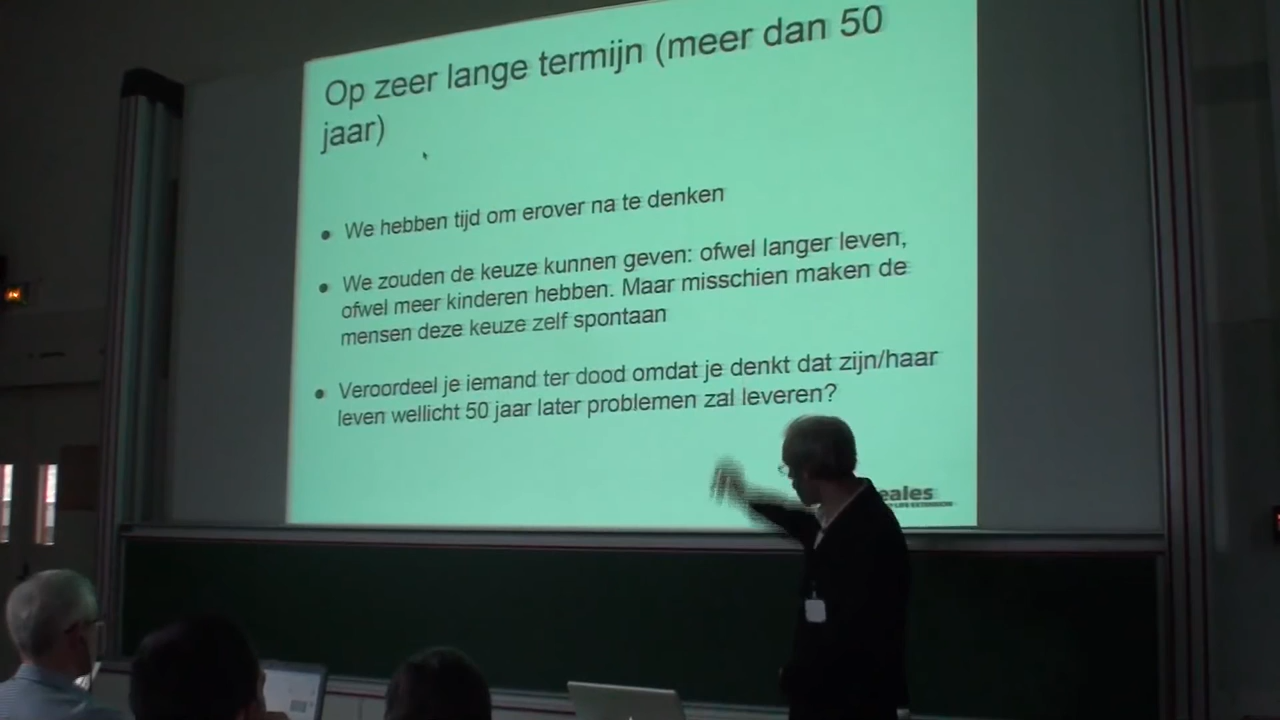 Op zeer lange termijn (meer dan 50
jaar)
We hebben tijd om erover na te denken
We zouden de keuze kunnen geven: ofwel langer leven,
ofwel meer kinderen hebben. Maar misschien maken de
mensen deze keuze zelf spontaan
Veroordeel je iemand ter dood omdat je denkt dat zijn/haar
leven wellicht 50 jaar later problemen zal leveren?
eales